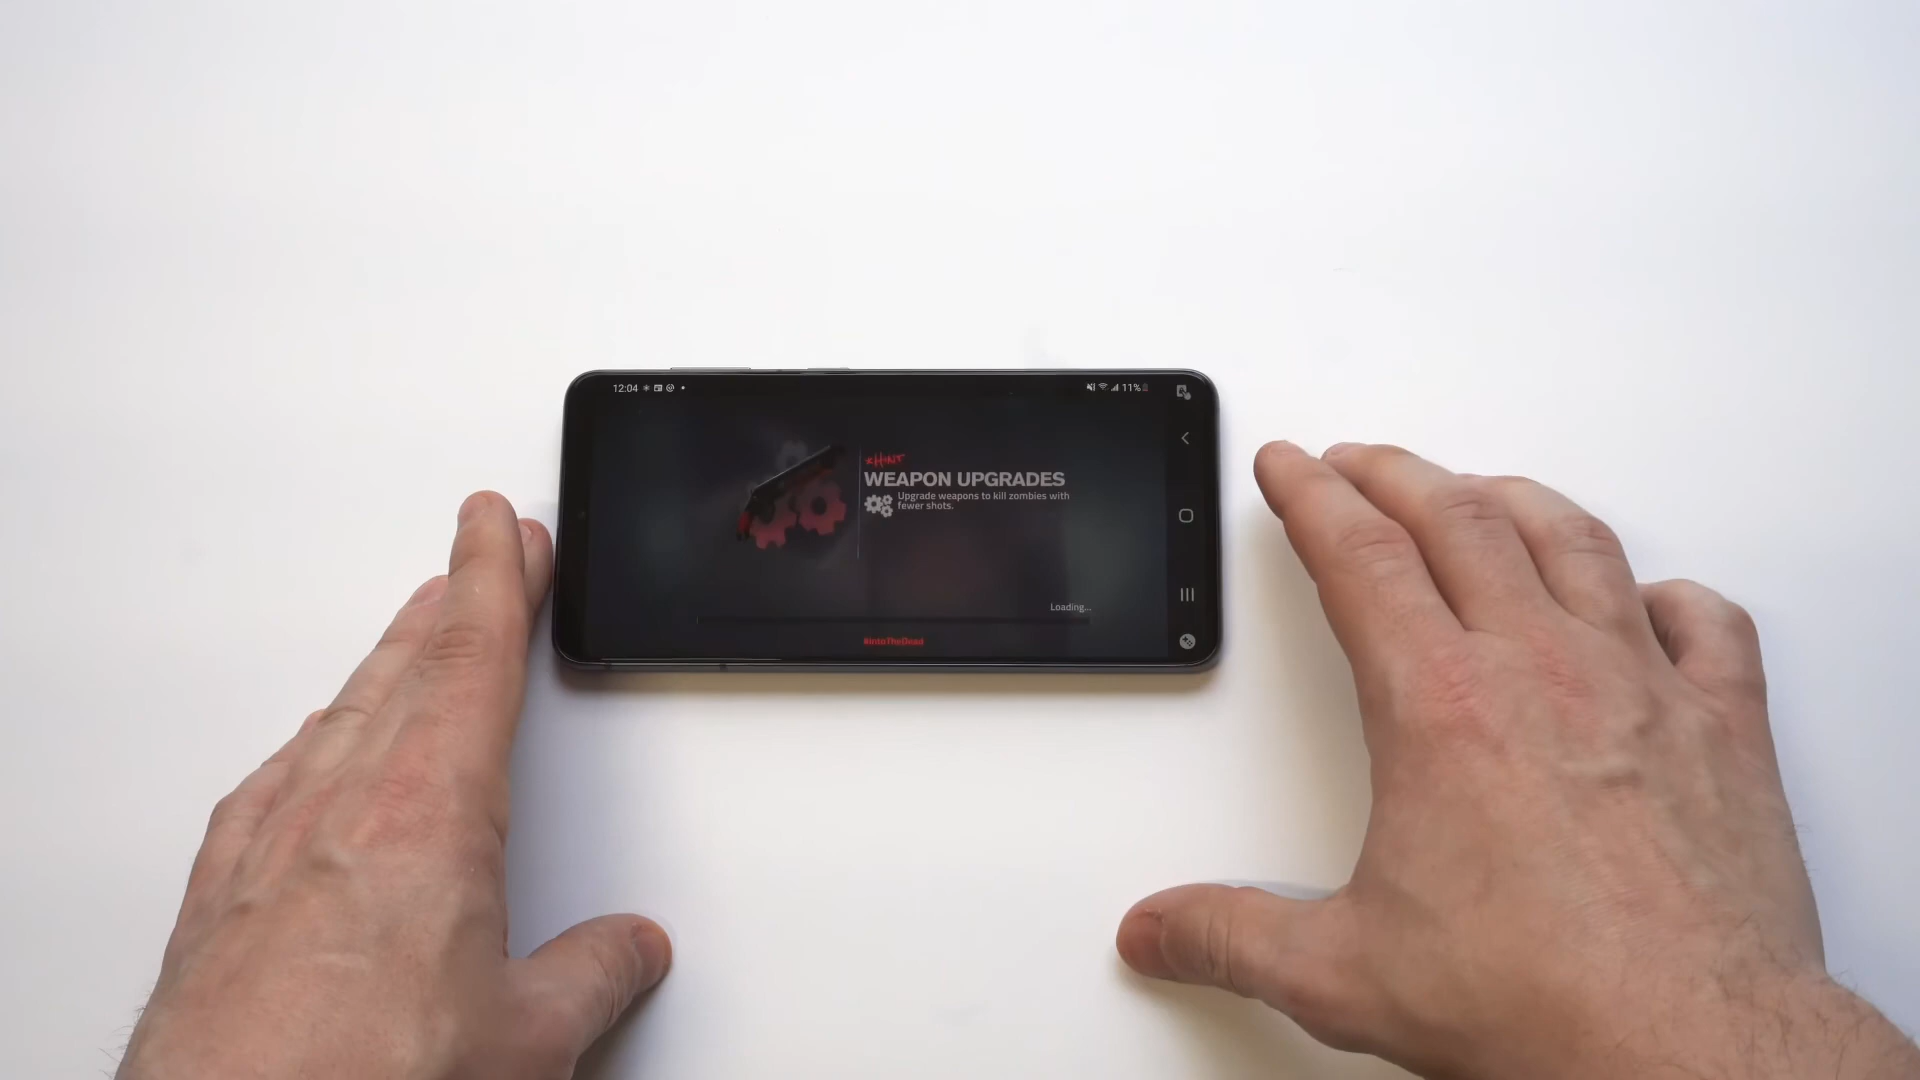 12:04
11%
HINT
WEAPON UPGRADES
Upgrade weapons to kill zombies with
fewer shots.
Loading...
#IntoTheDead